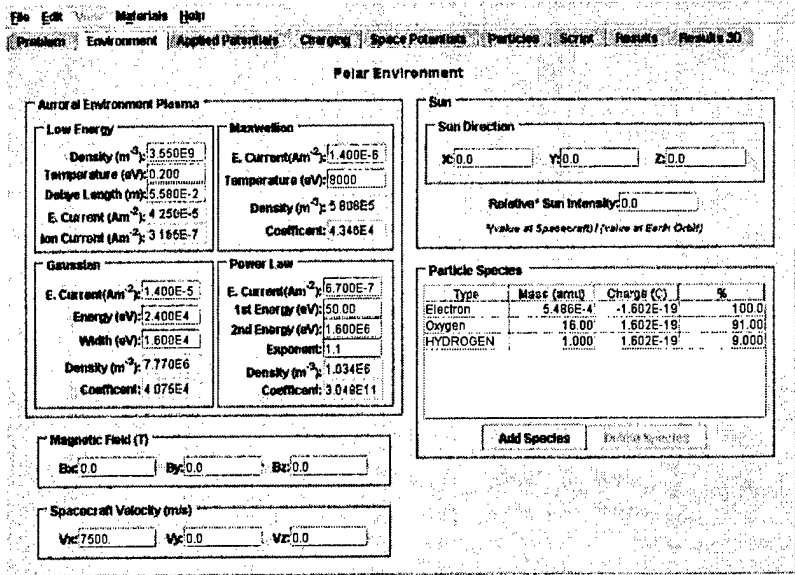 File Edit View Materials Help
Problem Environment Applied Potentials Charging Space Potentials Particles Script Results Results 3D
Polar Environment
Auroral Environment Plasma
Low Energy
Density (m-3): 3.550E9
Temperature (eV): 0.200
Debye Length (m): 5.580E-2
E. Current (Am-2): 4.250E-5
Ion Current (Am-2): 3.166E-7
Maxwellian
E. Current(Am-2): 1.400E-6
Temperature (eV): 8000
Density (m-3): 5.808E5
Coefficent: 4.346E4
Gaussian
E. Current(Am-2): 1.400E-5
Energy (eV): 2.400E4
Width (eV): 1.600E4
Density (m-3): 7.770E6
Coefficent: 4.075E4
Power Law
E. Current(Am-2): 6.700E-7
1st Energy (eV): 50.00
2nd Energy (eV): 1.600E6
Exponent: 1.1
Density (m-3): 1.034E6
Coefficent: 3.048E11
Magnetic Field (T)
Bx: 0.0 By: 0.0 Bz: 0.0
Spacecraft Velocity (m/s)
Vx: 7500. Vy: 0.0 Vz: 0.0
Sun
Sun Direction
X: 0.0 Y: 0.0 Z: 0.0
Relative* Sun Intensity: 0.0
*(value at Spacecraft) / (value at Earth Orbit)
Particle Species
Type Mass (amu) Charge (C) %
Electron 5.486E-4 -1.602E-19 100.0
Oxygen 16.00 1.602E-19 91.00
HYDROGEN 1.000 1.602E-19 9.000
Add Species Delete Species